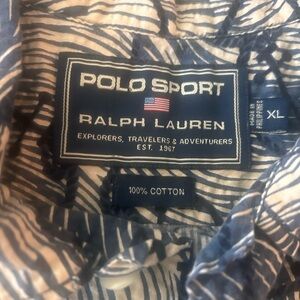 POLO SPORT
RALPH LAUREN
EXPLORERS, TRAVELERS & ADVENTURERS
EST. 1967
MADE IN
PHILIPPINES
XL
100% COTTON